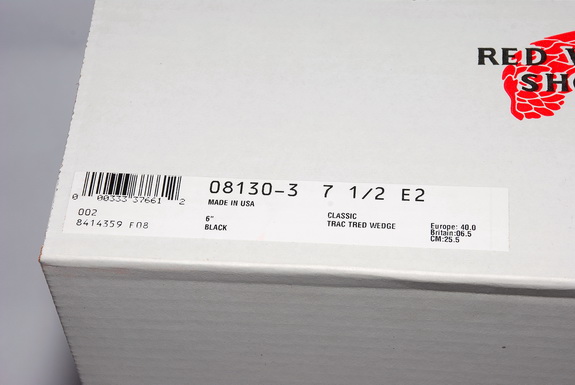 RED
SHO
08130-3 7 1/2 E2
MADE IN USA
0 00333 37661 2
002
8414359 F08
6"
BLACK
CLASSIC
TRAC TRED WEDGE
Europe: 40.0
Britain:06.5
CM:25.5